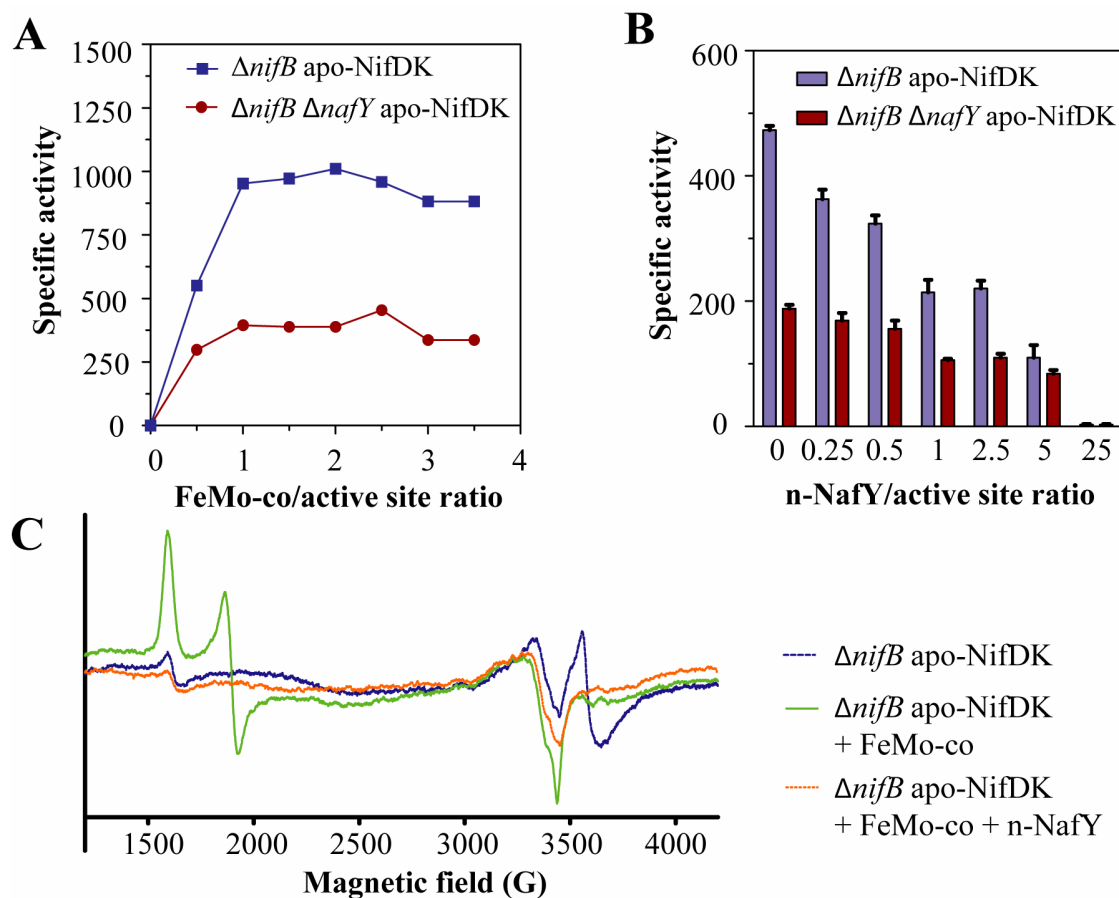 A
1500
1250
1000
750
500
250
0
Specific activity
ΔnifB apo-NifDK
ΔnifB ΔnafY apo-NifDK
0 1 2 3 4
FeMo-co/active site ratio
B
600
400
200
0
Specific activity
ΔnifB apo-NifDK
ΔnifB ΔnafY apo-NifDK
0 0.25 0.5 1 2.5 5 25
n-NafY/active site ratio
C
1500 2000 2500 3000 3500 4000
Magnetic field (G)
ΔnifB apo-NifDK
ΔnifB apo-NifDK
+ FeMo-co
ΔnifB apo-NifDK
+ FeMo-co + n-NafY